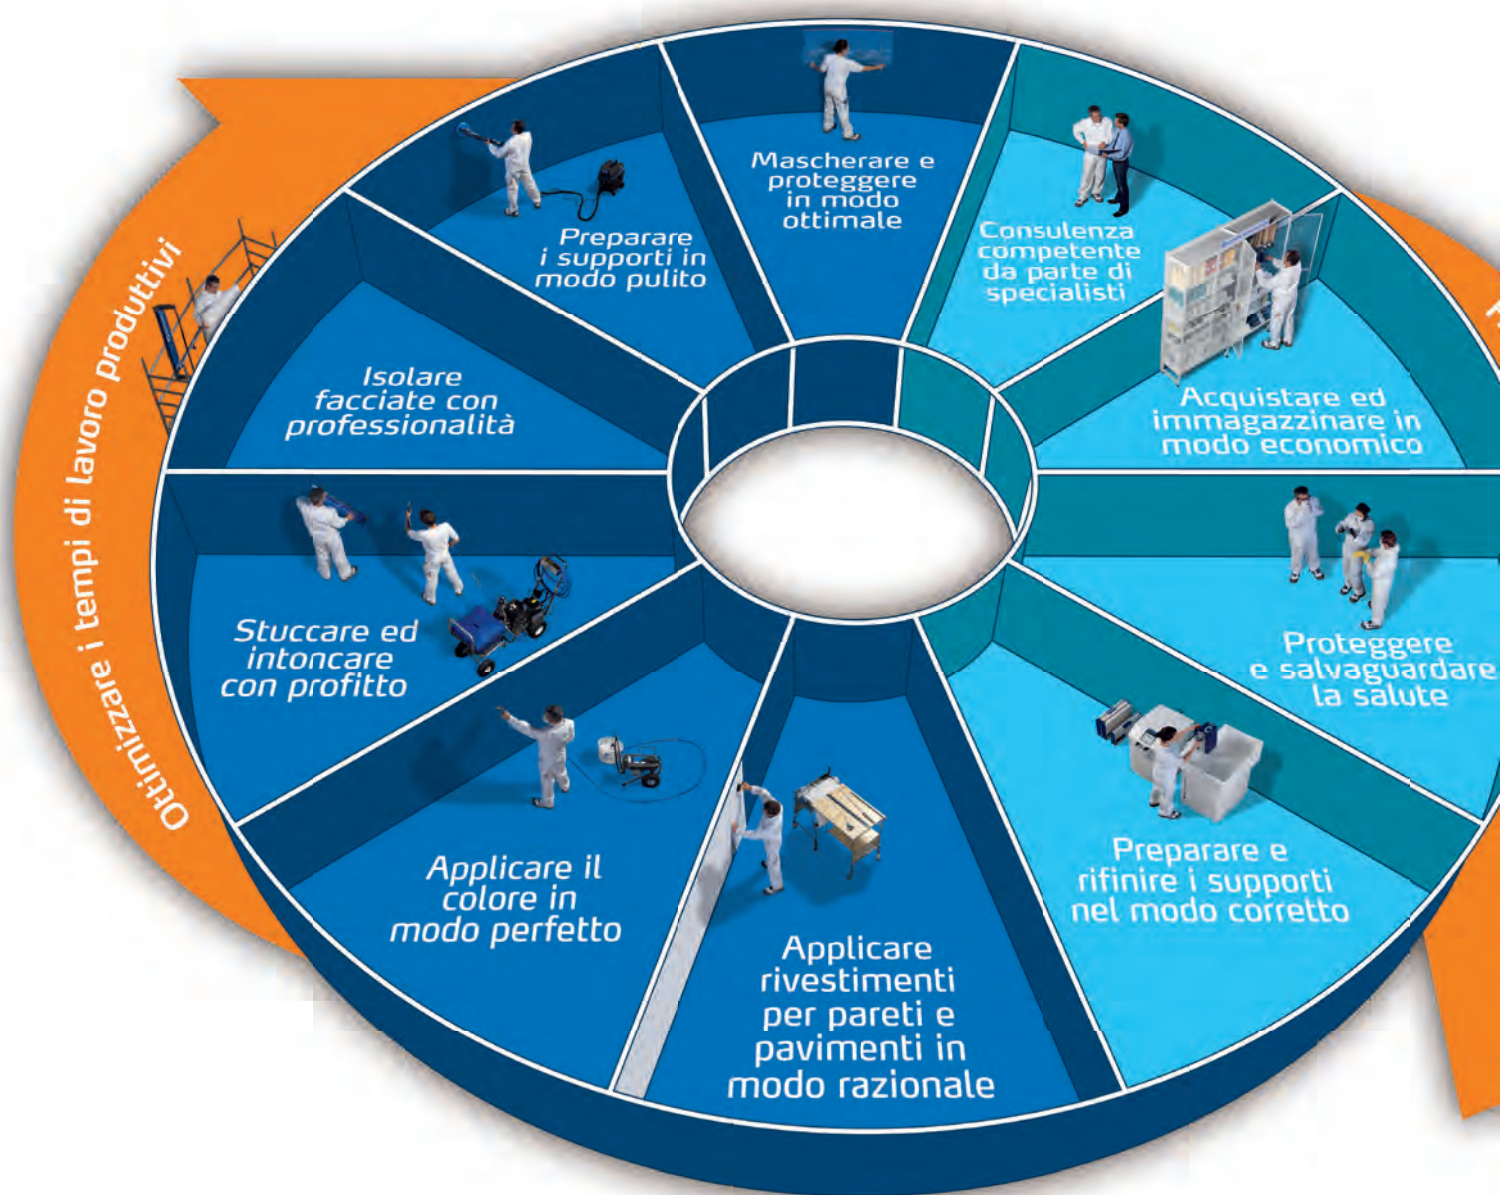 Ottimizzare i tempi di lavoro produttivi
Mascherare e
proteggere
in modo
ottimale
Consulenza
competente
da parte di
specialisti
Preparare
i supporti in
modo pulito
Acquistare ed
immagazzinare in
modo economico
Isolare
facciate con
professionalità
Proteggere
e salvaguardare
la salute
Stuccare ed
intoncare
con profitto
Preparare e
rifinire i supporti
nel modo corretto
Applicare il
colore in
modo perfetto
Applicare
rivestimenti
per pareti e
pavimenti in
modo razionale